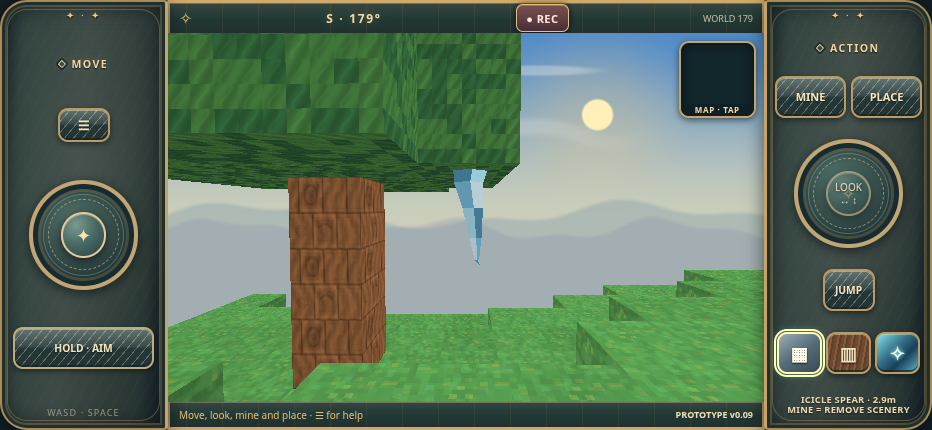 MOVE
☰
HOLD · AIM
WASD · SPACE
S · 179°
● REC
WORLD 179
MAP · TAP
Move, look, mine and place · ☰ for help
PROTOTYPE v0.09
ACTION
MINE
PLACE
LOOK
↔ ↕
JUMP
ICICLE SPEAR · 2.9m
MINE = REMOVE SCENERY